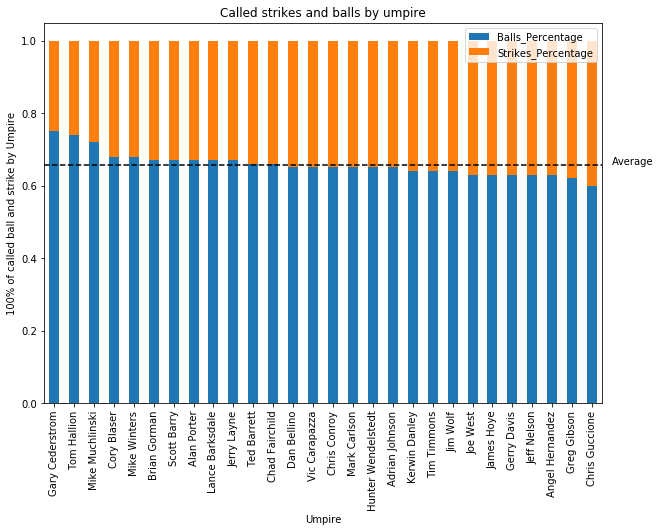 Called strikes and balls by umpire
Balls_Percentage
Strikes_Percentage
100% of called ball and strike by Umpire
1.0
0.8
0.6
0.4
0.2
0.0
Average
Gary Cederstrom
Tom Hallion
Mike Muchlinski
Cory Blaser
Mike Winters
Brian Gorman
Scott Barry
Alan Porter
Lance Barksdale
Jerry Layne
Ted Barrett
Chad Fairchild
Dan Bellino
Vic Carapazza
Chris Conroy
Mark Carlson
Hunter Wendelstedt
Adrian Johnson
Kerwin Danley
Tim Timmons
Jim Wolf
Joe West
James Hoye
Gerry Davis
Jeff Nelson
Angel Hernandez
Greg Gibson
Chris Guccione
Umpire